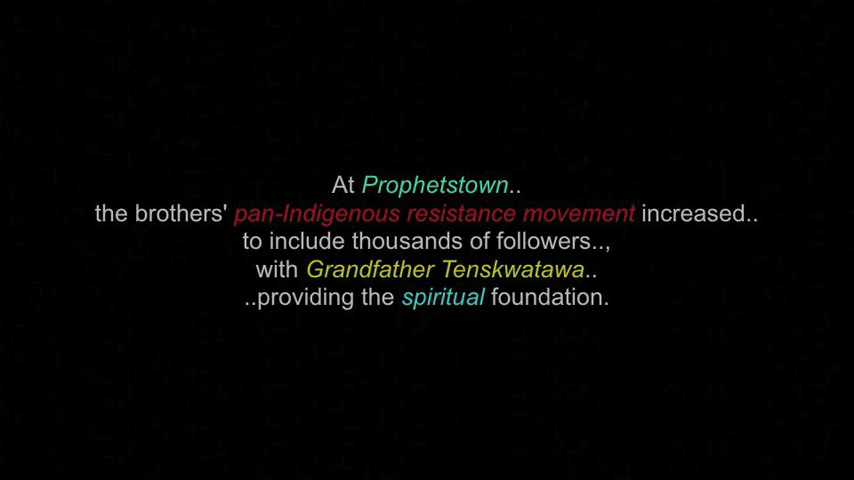 At Prophetstown..
the brothers' pan-Indigenous resistance movement increased..
to include thousands of followers..,
with Grandfather Tenskwatawa..
..providing the spiritual foundation.